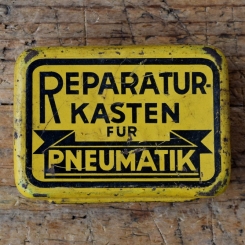 REPARATUR-
KASTEN
FUR
PNEUMATIK